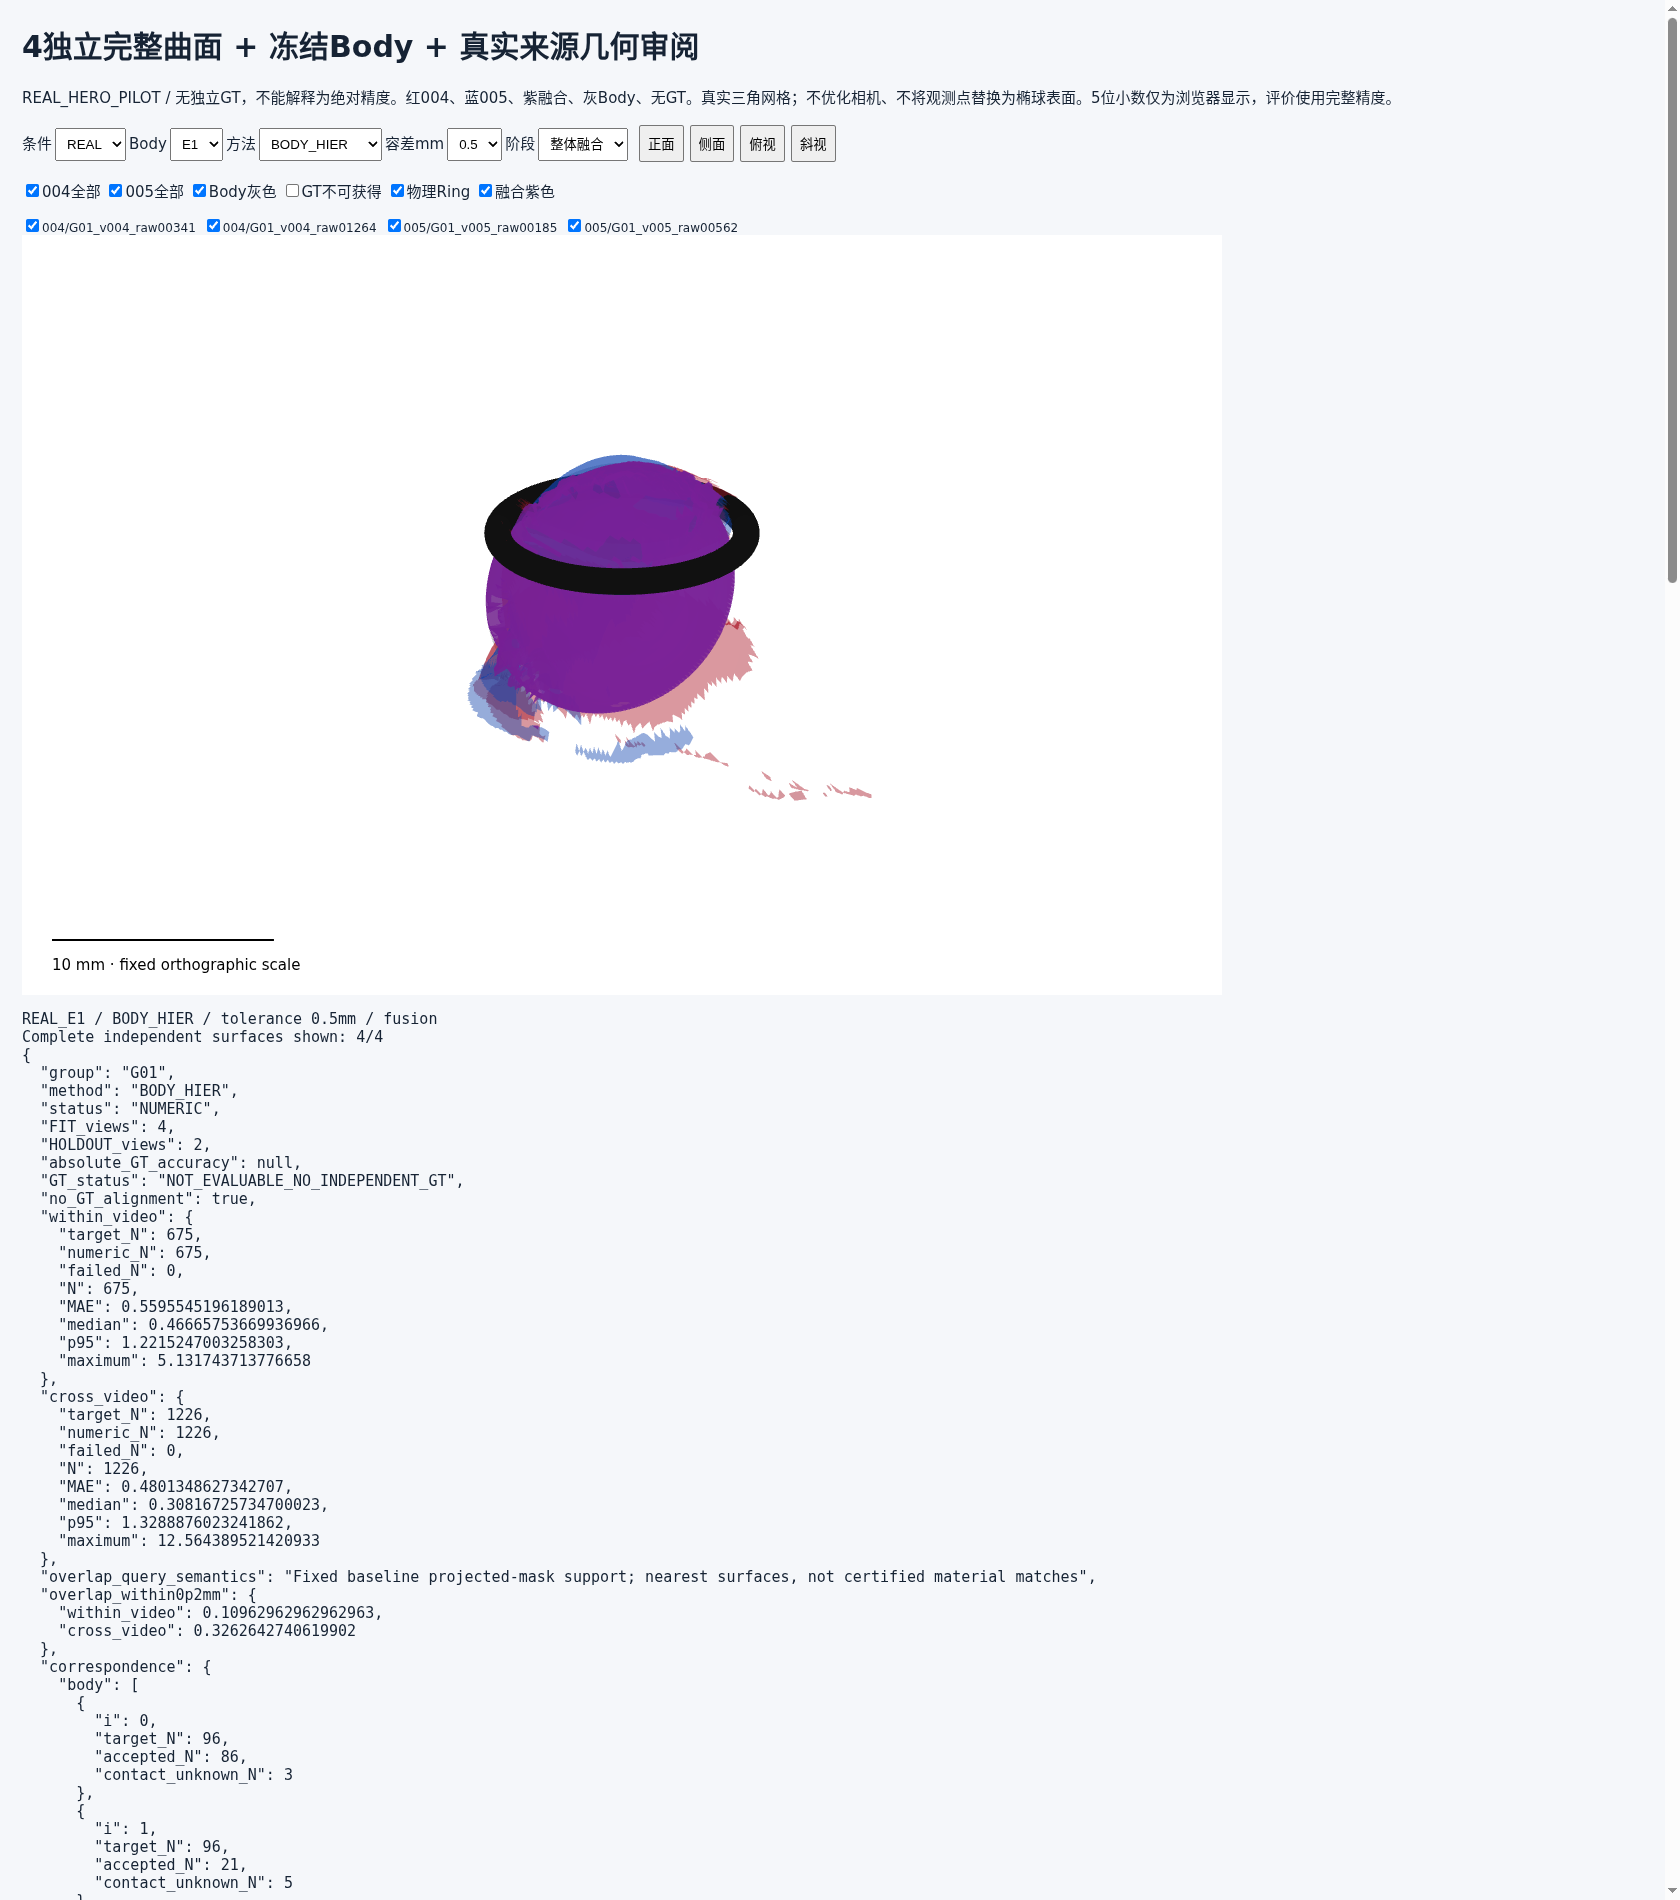 4独立完整曲面 + 冻结Body + 真实来源几何审阅
REAL_HERO_PILOT / 无独立GT，不能解释为绝对精度。红004、蓝005、紫融合、灰Body、无GT。真实三角网格；不优化相机、不将观测点替换为椭球表面。5位小数仅为浏览器显示，评价使用完整精度。
条件 REAL Body E1 方法 BODY_HIER 容差mm 0.5 阶段 整体融合 正面 侧面 俯视 斜视
004全部 005全部 Body灰色 GT不可获得 物理Ring 融合紫色
004/G01_v004_raw00341 004/G01_v004_raw01264 005/G01_v005_raw00185 005/G01_v005_raw00562
10 mm · fixed orthographic scale
REAL_E1 / BODY_HIER / tolerance 0.5mm / fusion
Complete independent surfaces shown: 4/4
{
"group": "G01",
"method": "BODY_HIER",
"status": "NUMERIC",
"FIT_views": 4,
"HOLDOUT_views": 2,
"absolute_GT_accuracy": null,
"GT_status": "NOT_EVALUABLE_NO_INDEPENDENT_GT",
"no_GT_alignment": true,
"within_video": {
"target_N": 675,
"numeric_N": 675,
"failed_N": 0,
"N": 675,
"MAE": 0.5595545196189013,
"median": 0.46665753669936966,
"p95": 1.2215247003258303,
"maximum": 5.131743713776658
},
"cross_video": {
"target_N": 1226,
"numeric_N": 1226,
"failed_N": 0,
"N": 1226,
"MAE": 0.4801348627342707,
"median": 0.30816725734700023,
"p95": 1.3288876023241862,
"maximum": 12.564389521420933
},
"overlap_query_semantics": "Fixed baseline projected-mask support; nearest surfaces, not certified material matches",
"overlap_within0p2mm": {
"within_video": 0.10962962962962963,
"cross_video": 0.3262642740619902
},
"correspondence": {
"body": [
{
"i": 0,
"target_N": 96,
"accepted_N": 86,
"contact_unknown_N": 3
},
{
"i": 1,
"target_N": 96,
"accepted_N": 21,
"contact_unknown_N": 5
}